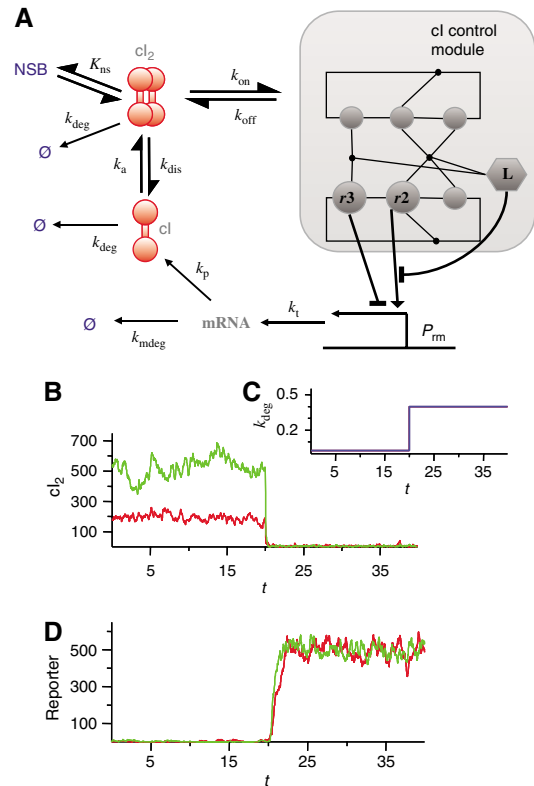 A
cI control
module
cI₂
NSB
K_ns
k_on
k_off
k_deg
Ø
k_a
k_dis
L
r3
r2
cI
Ø
k_deg
k_p
k_t
mRNA
Ø
k_mdeg
P_rm
B
C
k_deg
0.5
0.2
5 15 25 35
t
cI₂
700
500
300
100
5 15 25 35
t
D
Reporter
500
300
100
5 15 25 35
t